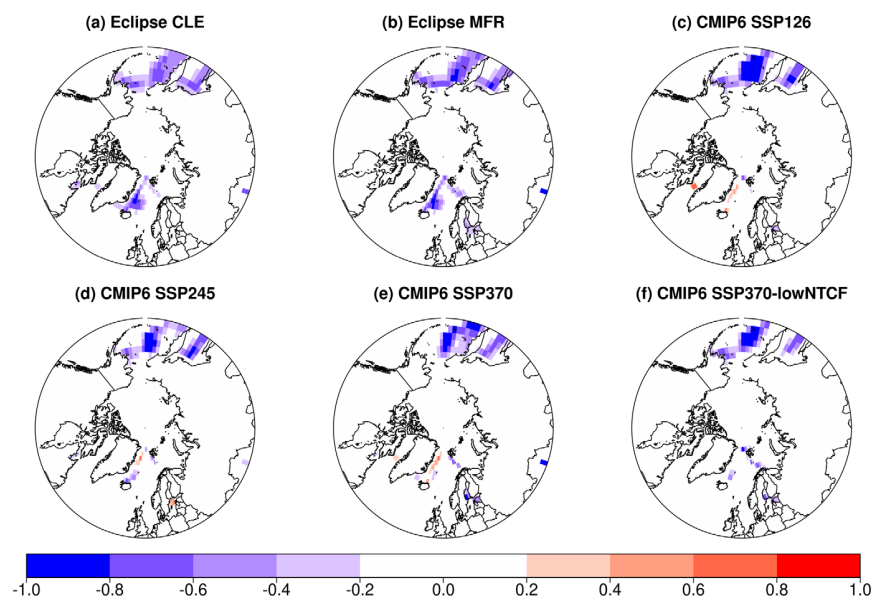 (a) Eclipse CLE (b) Eclipse MFR (c) CMIP6 SSP126
(d) CMIP6 SSP245 (e) CMIP6 SSP370 (f) CMIP6 SSP370-lowNTCF
-1.0 -0.8 -0.6 -0.4 -0.2 0.0 0.2 0.4 0.6 0.8 1.0